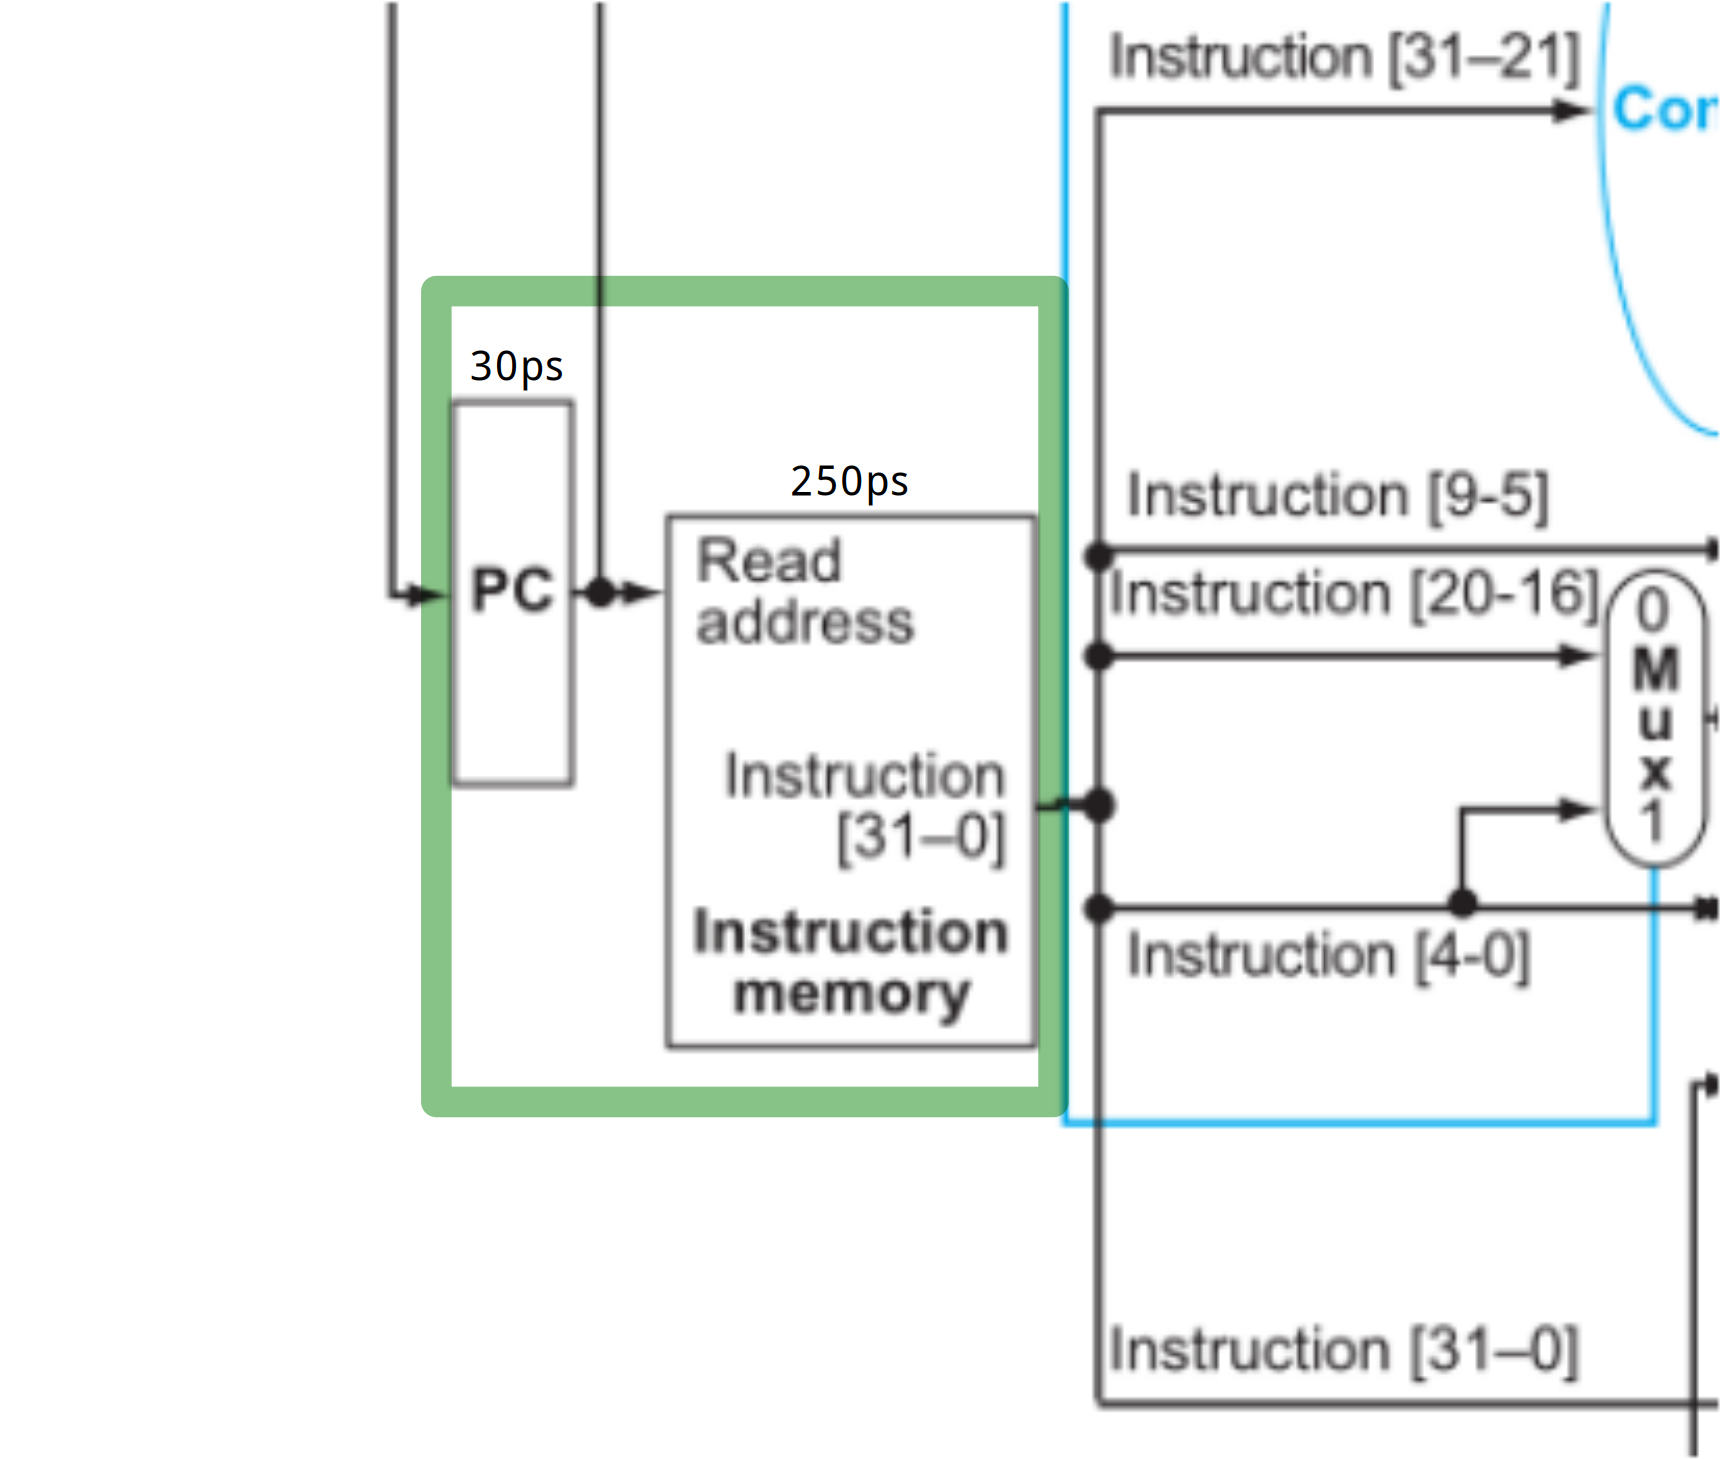 Instruction [31–21]
30ps
PC
250ps
Read
address
Instruction
[31–0]
Instruction
memory
Instruction [9-5]
Instruction [20-16]
0
M
u
x
1
Instruction [4-0]
Instruction [31–0]